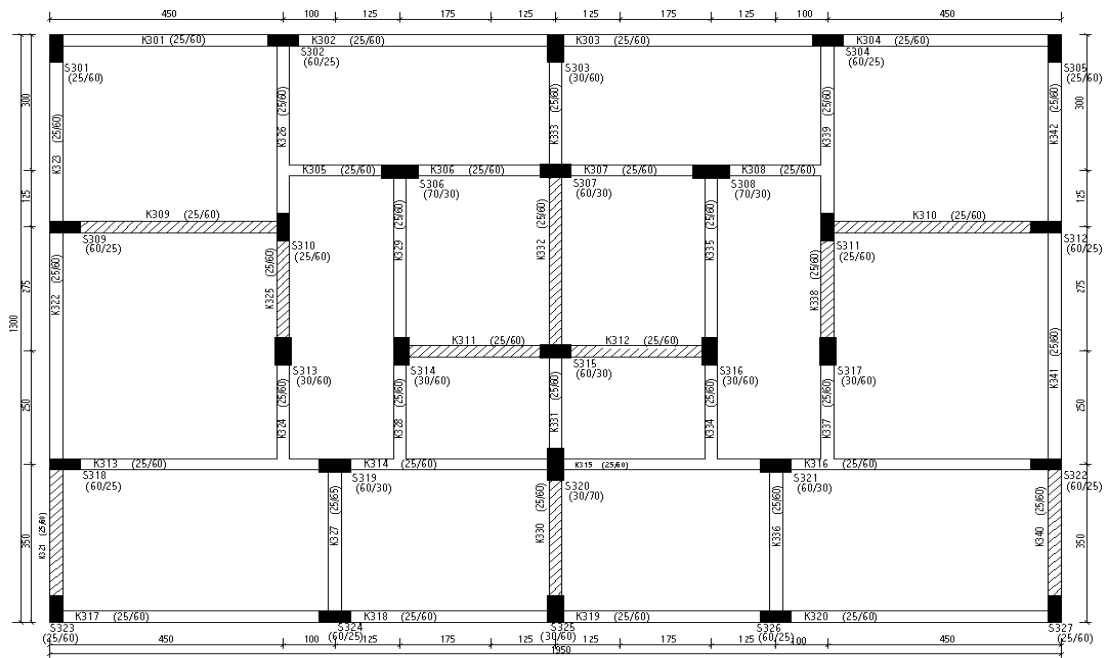 450 100 125 175 125 125 175 125 100 450
K301 (25/60) K302 (25/60) K303 (25/60) K304 (25/60)
S301
(25/60)
S302
(60/25)
S303
(30/60)
S304
(60/25)
S305
(25/60)
300
K323 (25/60)
K326 (25/60)
K333 (25/60)
K339 (25/60)
K342 (25/60)
300
K305 (25/60) K306 (25/60) K307 (25/60) K308 (25/60)
S306
(70/30)
S307
(60/30)
S308
(70/30)
125
K329 (25/60)
K332 (25/60)
K335 (25/60)
125
K309 (25/60) K310 (25/60)
S309
(60/25)
S310
(25/60)
S311
(25/60)
S312
(60/25)
1300
275
K322 (25/60)
K325 (25/60)
K338 (25/60)
275
K311 (25/60) K312 (25/60)
S313
(30/60)
S314
(30/60)
S315
(60/30)
S316
(30/60)
S317
(30/60)
250
K324 (25/60)
K328 (25/60)
K331 (25/60)
K334 (25/60)
K337 (25/60)
K341 (25/60)
250
K313 (25/60) K314 (25/60) K315 (25/60) K316 (25/60)
S318
(60/25)
S319
(60/30)
S320
(30/70)
S321
(60/30)
S322
(60/25)
350
K321 (25/60)
K327 (25/65)
K330 (25/60)
K336 (25/60)
K340 (25/60)
350
K317 (25/60) K318 (25/60) K319 (25/60) K320 (25/60)
S323
(25/60)
S324
(60/25)
S325
(30/60)
S326
(60/25)
S327
(25/60)
450 100 125 175 125 125 175 125 100 450
1950